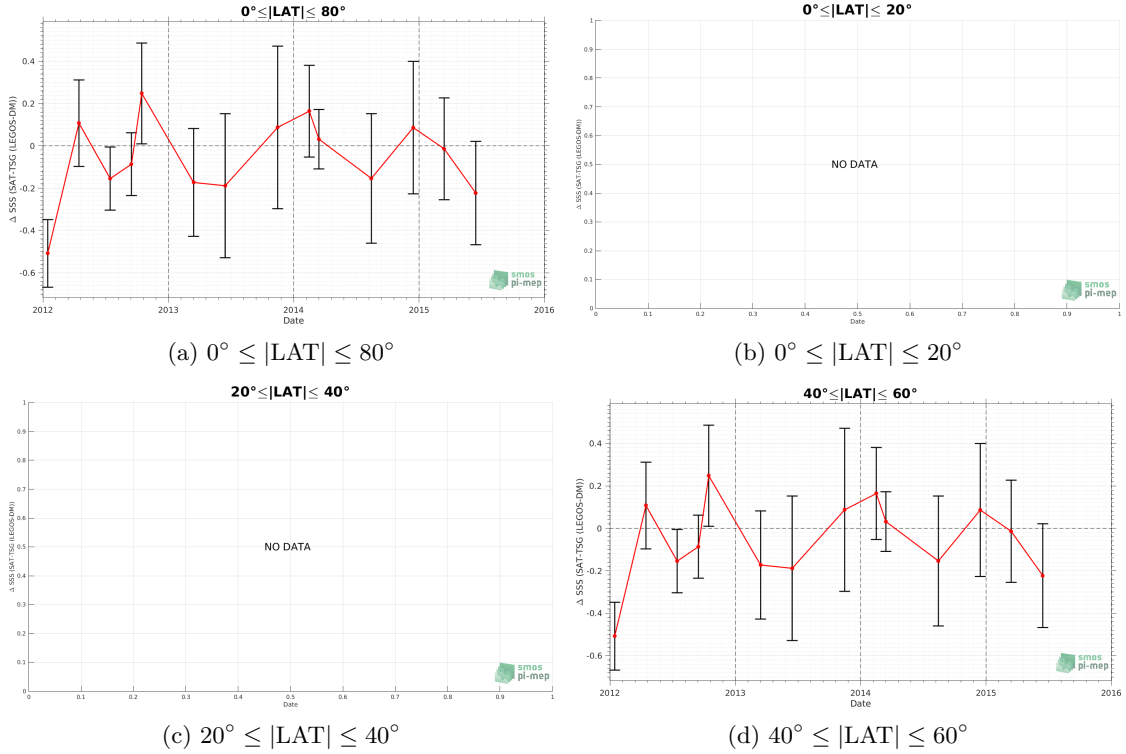 0°≤|LAT|≤ 80°
0.4
0.2
0
-0.2
-0.4
-0.6
Δ SSS (SAT-TSG (LEGOS-DM))
2012
2013
2014
2015
2016
Date
smos
pi-mep
(a) 0° ≤ |LAT| ≤ 80°
0°≤|LAT|≤ 20°
1
0.9
0.8
0.7
0.6
0.5
0.4
0.3
0.2
0.1
0
Δ SSS (SAT-TSG (LEGOS-DM))
NO DATA
0
0.1
0.2
0.3
0.4
0.5
0.6
0.7
0.8
0.9
1
Date
smos
pi-mep
(b) 0° ≤ |LAT| ≤ 20°
20°≤|LAT|≤ 40°
1
0.9
0.8
0.7
0.6
0.5
0.4
0.3
0.2
0.1
0
Δ SSS (SAT-TSG (LEGOS-DM))
NO DATA
0
0.1
0.2
0.3
0.4
0.5
0.6
0.7
0.8
0.9
1
Date
smos
pi-mep
(c) 20° ≤ |LAT| ≤ 40°
40°≤|LAT|≤ 60°
0.4
0.2
0
-0.2
-0.4
-0.6
Δ SSS (SAT-TSG (LEGOS-DM))
2012
2013
2014
2015
2016
Date
smos
pi-mep
(d) 40° ≤ |LAT| ≤ 60°